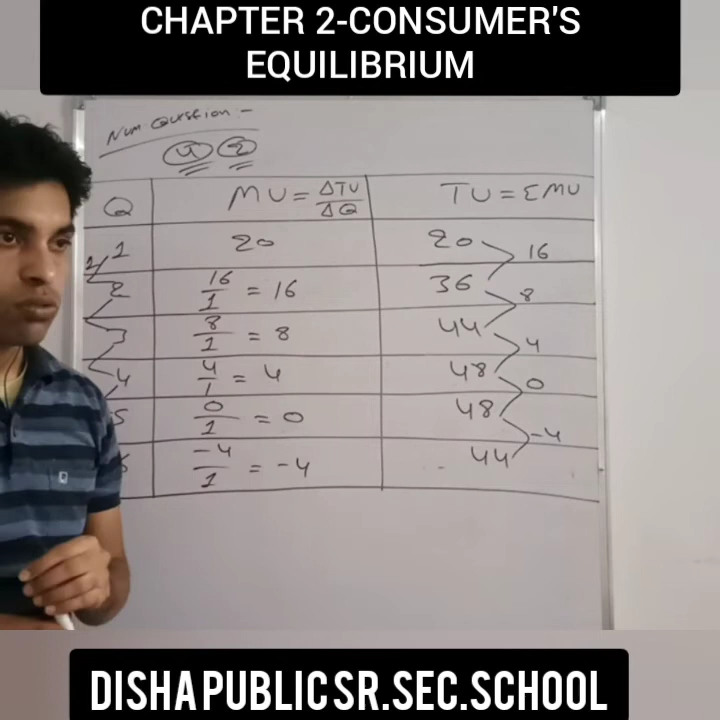 CHAPTER 2-CONSUMER'S
EQUILIBRIUM
Num. Question :-
Q MU = ΔTU/ΔQ TU = ΣMU
1 20 20 16
2 16/1 = 16 36 8
3 8/1 = 8 44 4
4 4/1 = 4 48 0
5 0/1 = 0 48 -4
-4/1 = -4 44
DISHA PUBLIC SR.SEC.SCHOOL